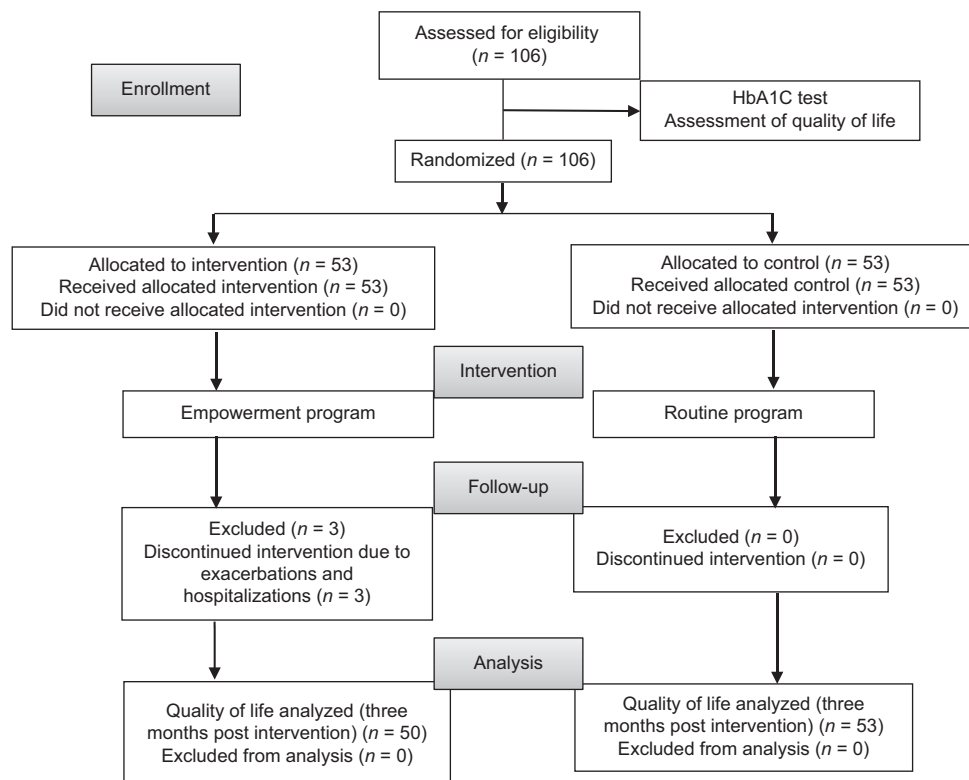 Assessed for eligibility
(n = 106)
Enrollment
HbA1C test
Assessment of quality of life
Randomized (n = 106)
Allocated to intervention (n = 53)
Received allocated intervention (n = 53)
Did not receive allocated intervention (n = 0)
Allocated to control (n = 53)
Received allocated control (n = 53)
Did not receive allocated intervention (n = 0)
Intervention
Empowerment program
Routine program
Follow-up
Excluded (n = 3)
Discontinued intervention due to
exacerbations and
hospitalizations (n = 3)
Excluded (n = 0)
Discontinued intervention (n = 0)
Analysis
Quality of life analyzed (three
months post intervention) (n = 50)
Excluded from analysis (n = 0)
Quality of life analyzed (three
months post intervention) (n = 53)
Excluded from analysis (n = 0)